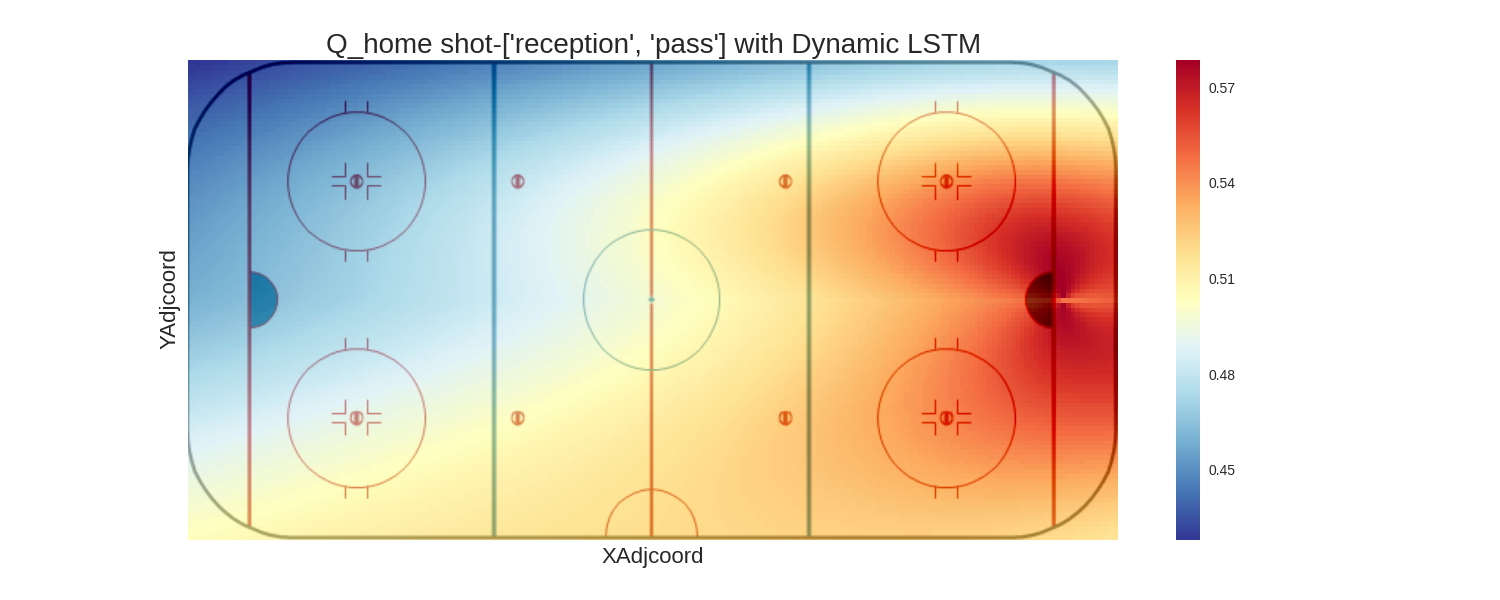 Q_home shot-['reception', 'pass'] with Dynamic LSTM
0.57
0.54
0.51
0.48
0.45
YAdjcoord
XAdjcoord